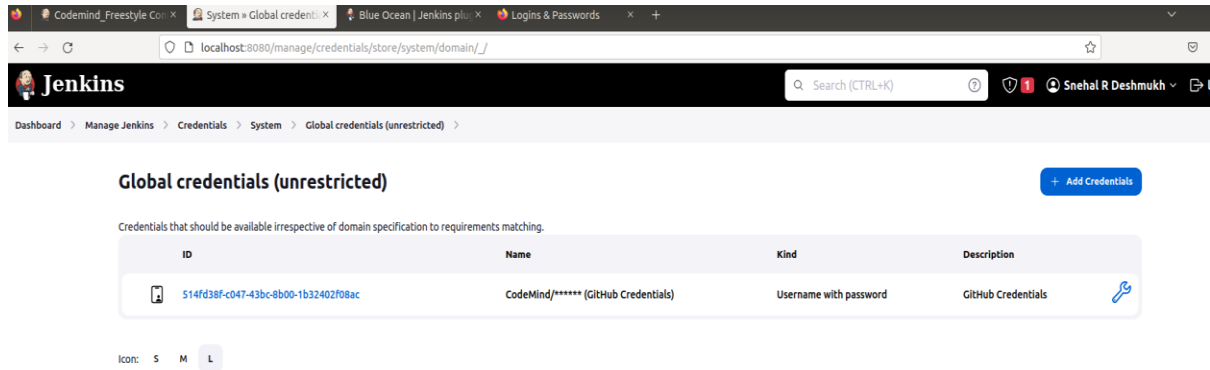 Codemind_Freestyle Con
System » Global credenti
Blue Ocean | Jenkins plug
Logins & Passwords
localhost:8080/manage/credentials/store/system/domain/_/
Jenkins
Search (CTRL+K)
1
Snehal R Deshmukh
Dashboard > Manage Jenkins > Credentials > System > Global credentials (unrestricted) >
Global credentials (unrestricted)
+ Add Credentials
Credentials that should be available irrespective of domain specification to requirements matching.
ID Name Kind Description
514fd38f-c047-43bc-8b00-1b32402f08ac CodeMind/****** (GitHub Credentials) Username with password GitHub Credentials
Icon: S M L